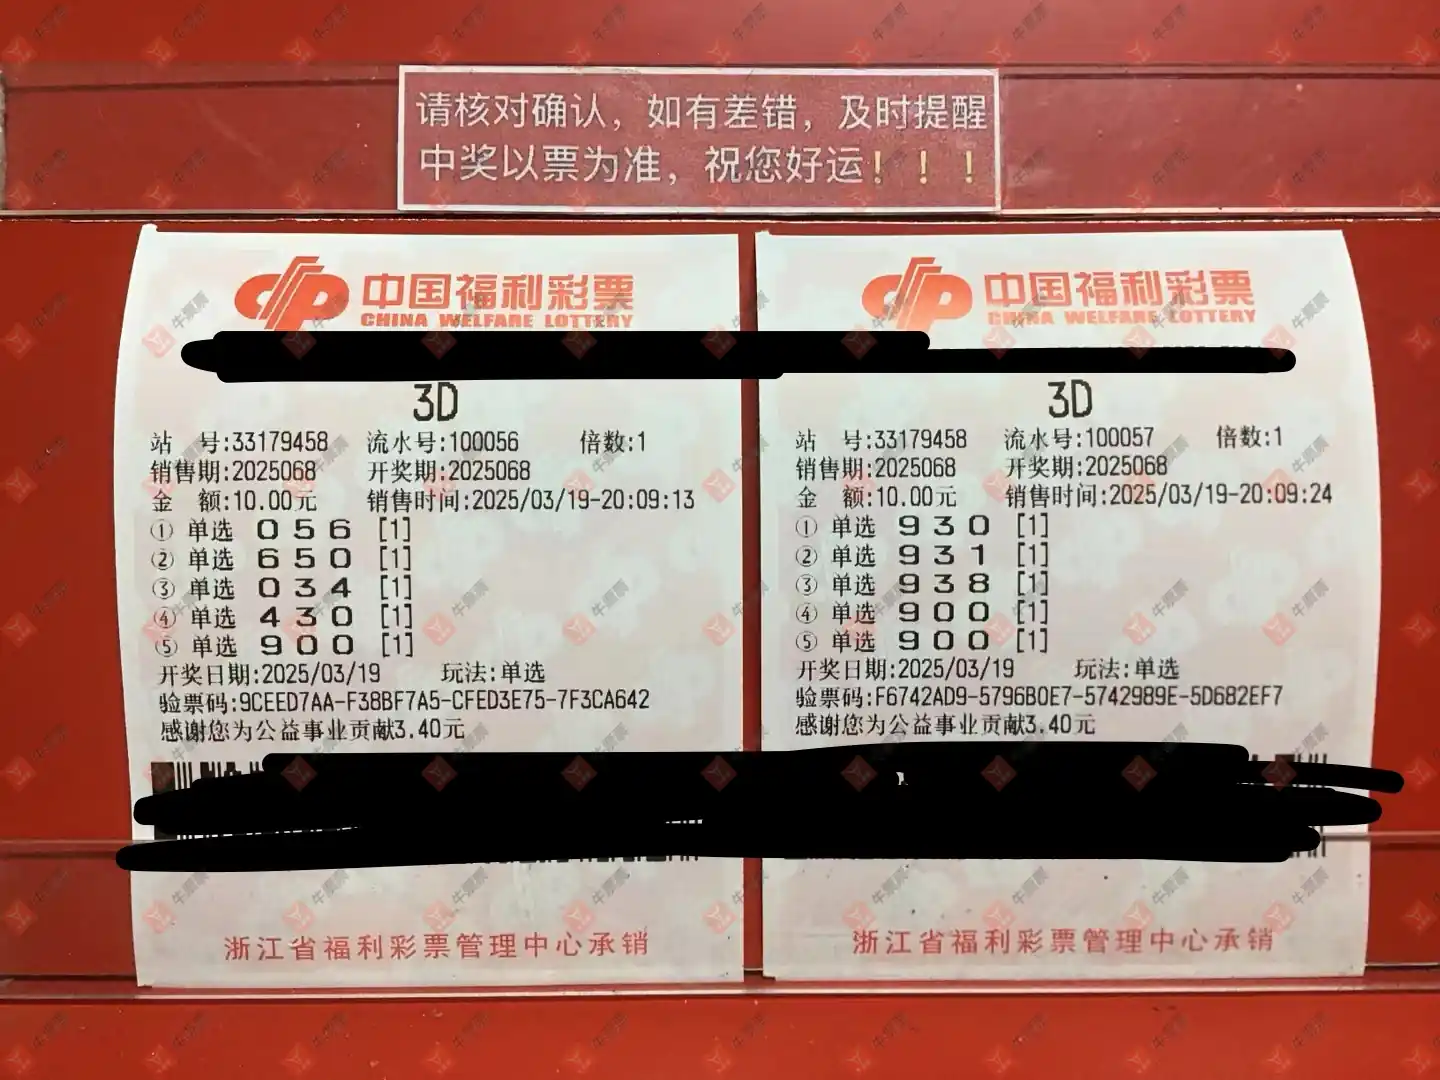 请核对确认，如有差错，及时提醒
中奖以票为准，祝您好运！！！
中国福利彩票
CHINA WELFARE LOTTERY
3D
站 号:33179458 流水号:100056 倍数:1
销售期:2025068 开奖期:2025068
金 额:10.00元 销售时间:2025/03/19-20:09:13
① 单选 0 5 6 [1]
② 单选 6 5 0 [1]
③ 单选 0 3 4 [1]
④ 单选 4 3 0 [1]
⑤ 单选 9 0 0 [1]
开奖日期:2025/03/19 玩法:单选
验票码:9CEED7AA-F38BF7A5-CFED3E75-7F3CA642
感谢您为公益事业贡献3.40元
浙江省福利彩票管理中心承销
中国福利彩票
CHINA WELFARE LOTTERY
3D
站 号:33179458 流水号:100057 倍数:1
销售期:2025068 开奖期:2025068
金 额:10.00元 销售时间:2025/03/19-20:09:24
① 单选 9 3 0 [1]
② 单选 9 3 1 [1]
③ 单选 9 3 8 [1]
④ 单选 9 0 0 [1]
⑤ 单选 9 0 0 [1]
开奖日期:2025/03/19 玩法:单选
验票码:F6742AD9-5796B0E7-5742989E-5D682EF7
感谢您为公益事业贡献3.40元
浙江省福利彩票管理中心承销
牛票票